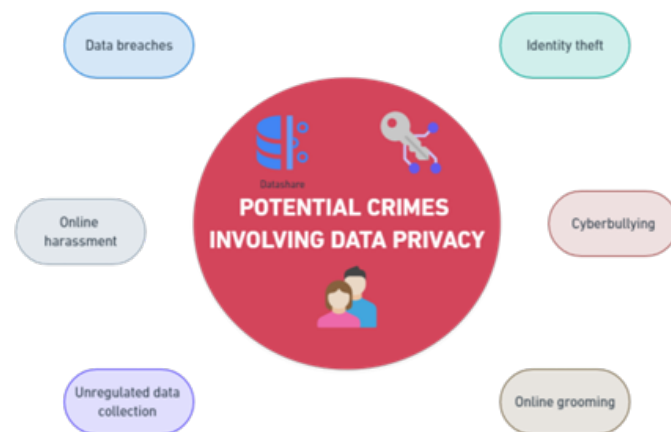 Data breaches
Identity theft
Datashare
POTENTIAL CRIMES
INVOLVING DATA PRIVACY
Online
harassment
Cyberbullying
Unregulated data
collection
Online grooming